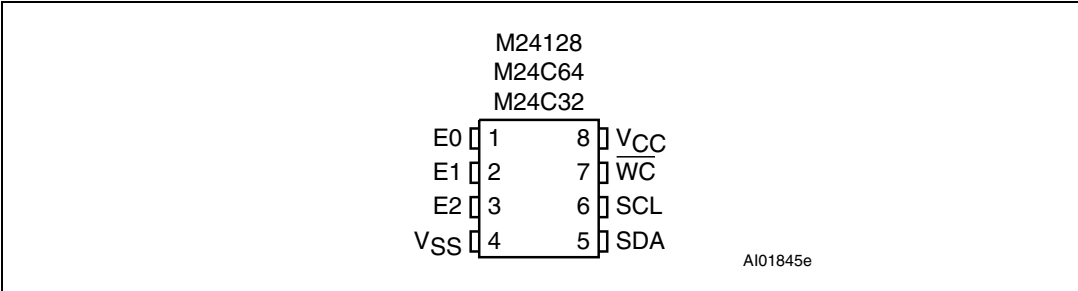 M24128
M24C64
M24C32
E0 1 8 VCC
E1 2 7 W̅C̅
E2 3 6 SCL
VSS 4 5 SDA
AI01845e